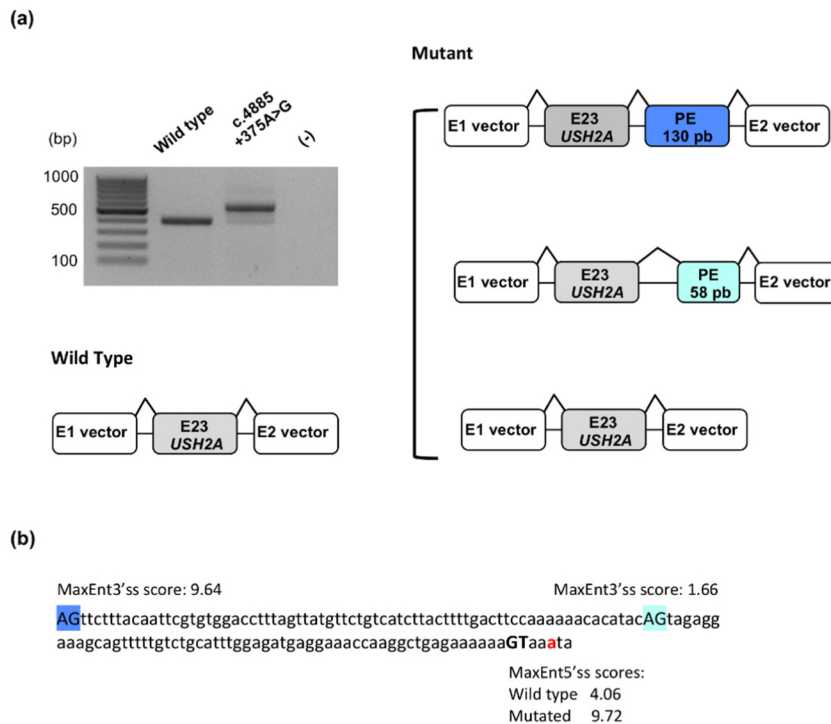 (a)
Mutant
Wild type
c.4885
+375A>G
(-)
(bp)
1000
500
100
E1 vector
E23
USH2A
PE
130 pb
E2 vector
E1 vector
E23
USH2A
PE
58 pb
E2 vector
Wild Type
E1 vector
E23
USH2A
E2 vector
E1 vector
E23
USH2A
E2 vector
(b)
MaxEnt3'ss score: 9.64
MaxEnt3'ss score: 1.66
AGttctttacaattcgtgtggacctttagttatgttctgtcatcttacttttgacttccaaaaaacacatacAGtagagg
aaagcagtttttgtctgcatttggagatgaggaaaccaaggctgagaaaaaaGTaaata
MaxEnt5'ss scores:
Wild type 4.06
Mutated 9.72